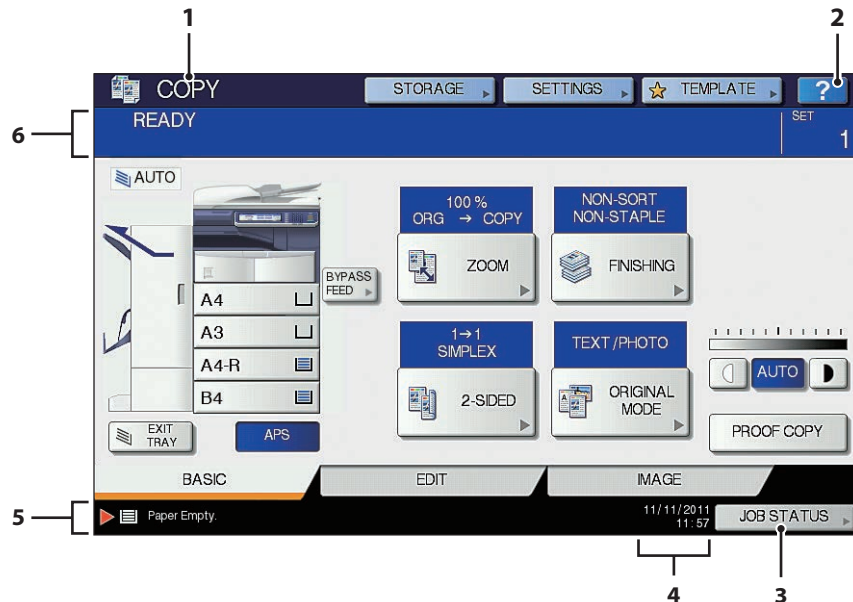 1
2
COPY
STORAGE
SETTINGS
TEMPLATE
?
6
READY
SET
1
AUTO
100 %
ORG → COPY
NON-SORT
NON-STAPLE
BYPASS
FEED
ZOOM
FINISHING
A4
A3
A4-R
B4
1→1
SIMPLEX
TEXT/PHOTO
2-SIDED
ORIGINAL
MODE
AUTO
EXIT
TRAY
APS
PROOF COPY
BASIC
EDIT
IMAGE
5
Paper Empty.
11/11/2011
11:57
JOB STATUS
4
3